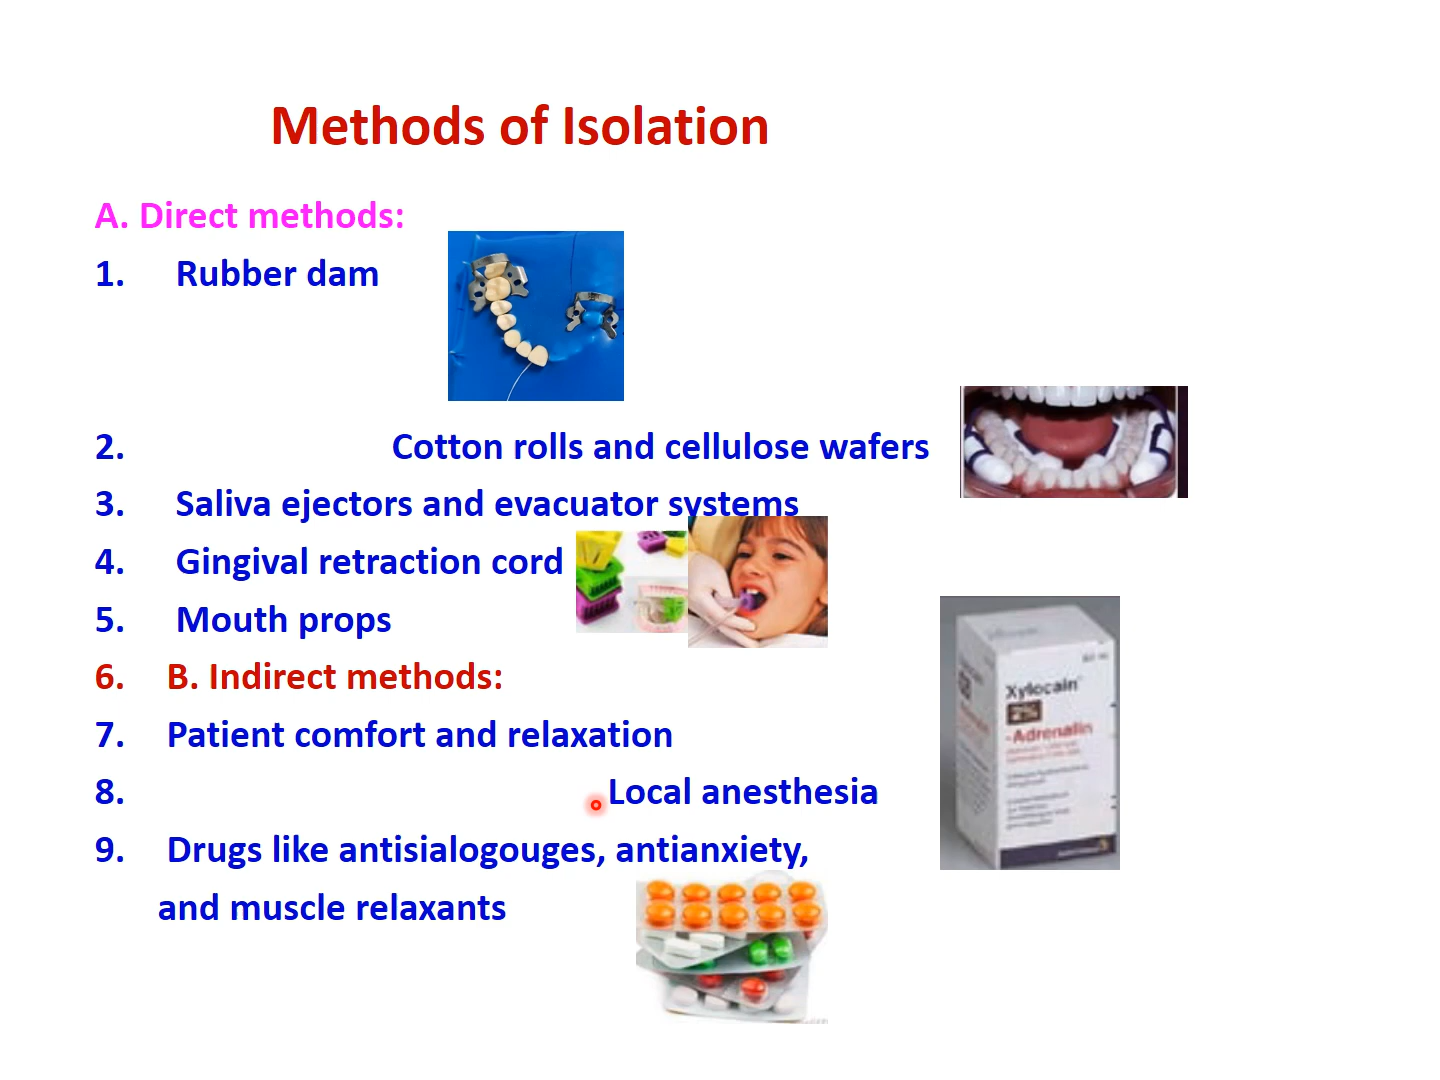 Methods of Isolation
A. Direct methods:
1. Rubber dam
2. Cotton rolls and cellulose wafers
3. Saliva ejectors and evacuator systems
4. Gingival retraction cord
5. Mouth props
6. B. Indirect methods:
7. Patient comfort and relaxation
8. Local anesthesia
9. Drugs like antisialogouges, antianxiety,
and muscle relaxants
Xylocain
2%
-Adrenalin